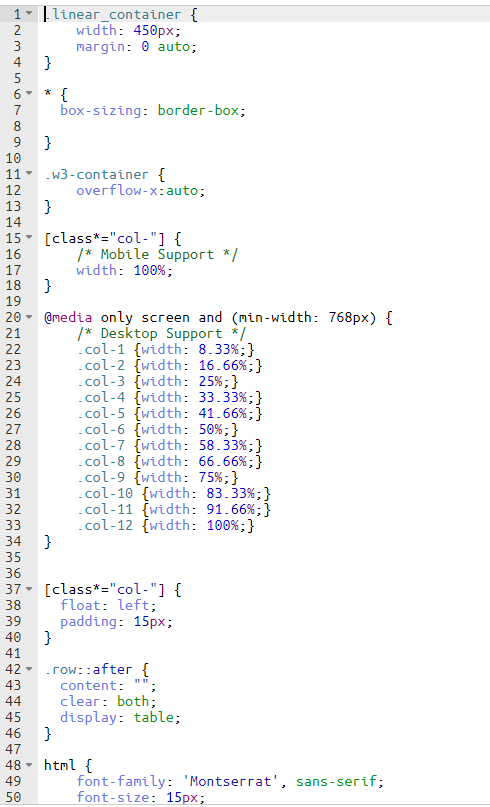 1 .linear_container {
2     width: 450px;
3     margin: 0 auto;
4 }
5
6 * {
7   box-sizing: border-box;
8
9 }
10
11 .w3-container {
12     overflow-x:auto;
13 }
14
15 [class*="col-"] {
16     /* Mobile Support */
17     width: 100%;
18 }
19
20 @media only screen and (min-width: 768px) {
21     /* Desktop Support */
22     .col-1 {width: 8.33%;}
23     .col-2 {width: 16.66%;}
24     .col-3 {width: 25%;}
25     .col-4 {width: 33.33%;}
26     .col-5 {width: 41.66%;}
27     .col-6 {width: 50%;}
28     .col-7 {width: 58.33%;}
29     .col-8 {width: 66.66%;}
30     .col-9 {width: 75%;}
31     .col-10 {width: 83.33%;}
32     .col-11 {width: 91.66%;}
33     .col-12 {width: 100%;}
34 }
35
36
37 [class*="col-"] {
38   float: left;
39   padding: 15px;
40 }
41
42 .row::after {
43   content: "";
44   clear: both;
45   display: table;
46 }
47
48 html {
49     font-family: 'Montserrat', sans-serif;
50     font-size: 15px;